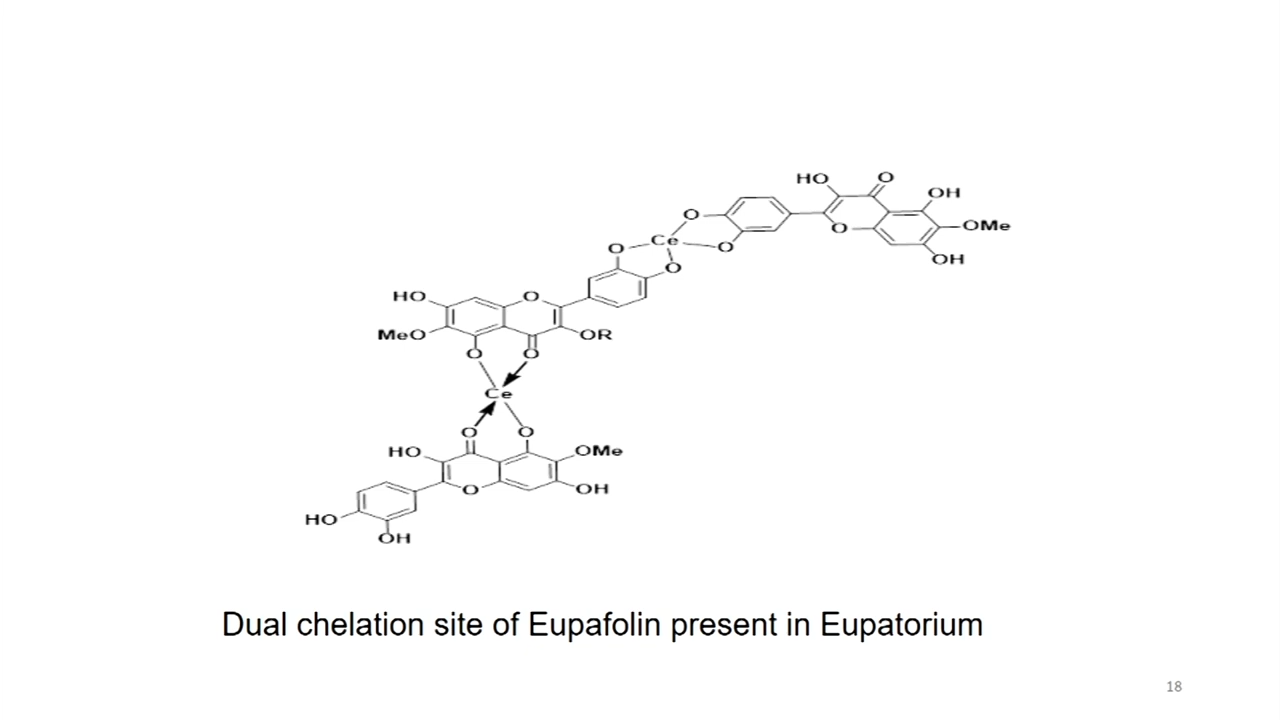 HO O OH
O OMe
Ce O
O O OH
O
HO O
MeO OR
O O
Ce
O O
HO OMe
O OH
HO
OH
Dual chelation site of Eupafolin present in Eupatorium
18